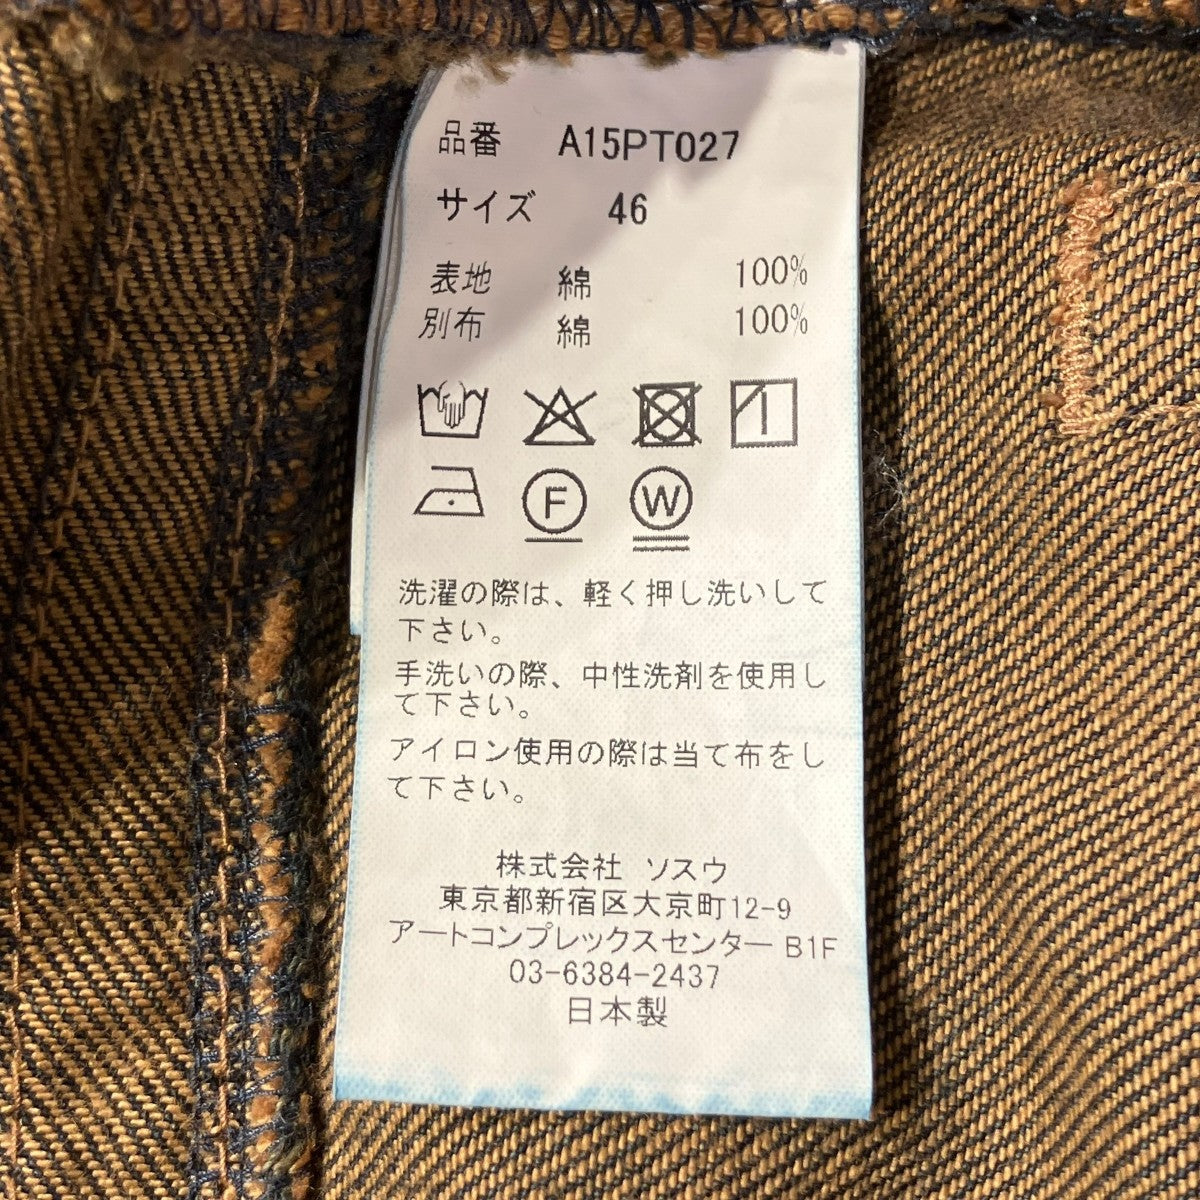 品番 A15PT027
サイズ 46
表地 綿 100%
別布 綿 100%
F W
洗濯の際は、軽く押し洗いして
下さい。
手洗いの際、中性洗剤を使用し
て下さい。
アイロン使用の際は当て布をし
て下さい。
株式会社 ソスウ
東京都新宿区大京町12-9
アートコンプレックスセンター B1F
03-6384-2437
日本製